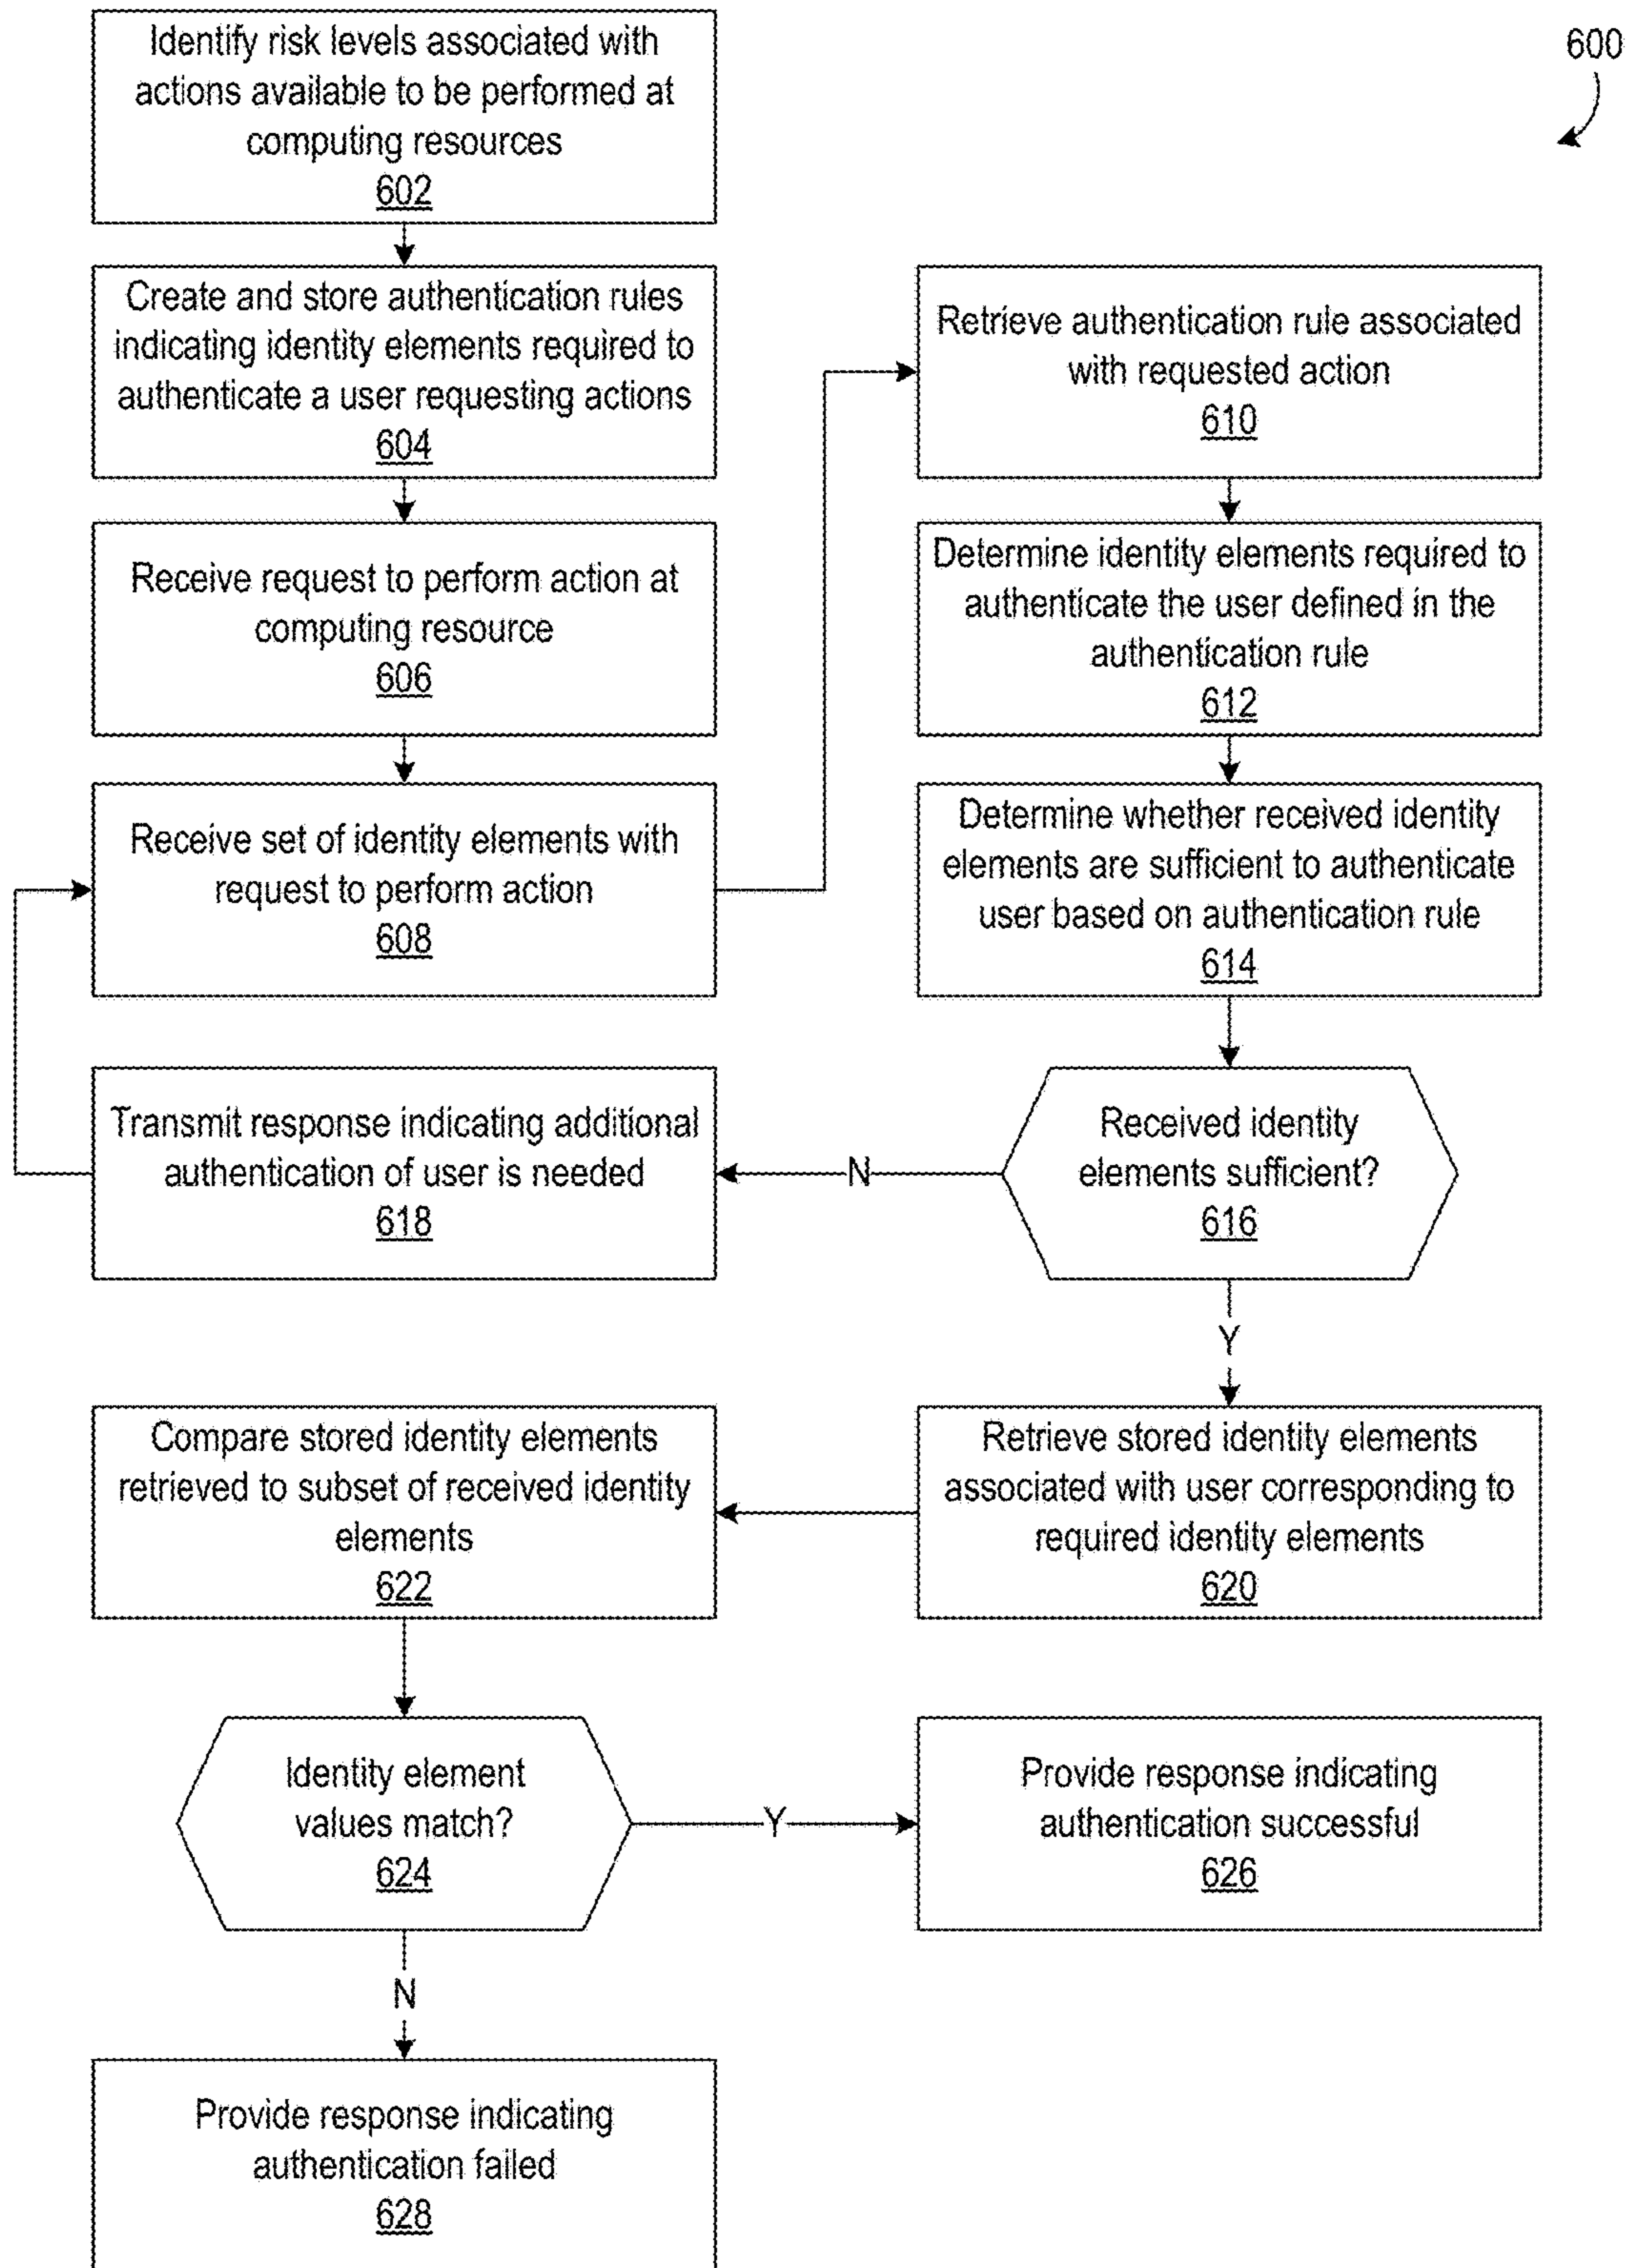 600
Identify risk levels associated with
actions available to be performed at
computing resources
602
Create and store authentication rules
indicating identity elements required to
authenticate a user requesting actions
604
Receive request to perform action at
computing resource
606
Receive set of identity elements with
request to perform action
608
Retrieve authentication rule associated
with requested action
610
Determine identity elements required to
authenticate the user defined in the
authentication rule
612
Determine whether received identity
elements are sufficient to authenticate
user based on authentication rule
614
Received identity
elements sufficient?
616
N
Transmit response indicating additional
authentication of user is needed
618
Y
Retrieve stored identity elements
associated with user corresponding to
required identity elements
620
Compare stored identity elements
retrieved to subset of received identity
elements
622
Identity element
values match?
624
Y
Provide response indicating
authentication successful
626
N
Provide response indicating
authentication failed
628